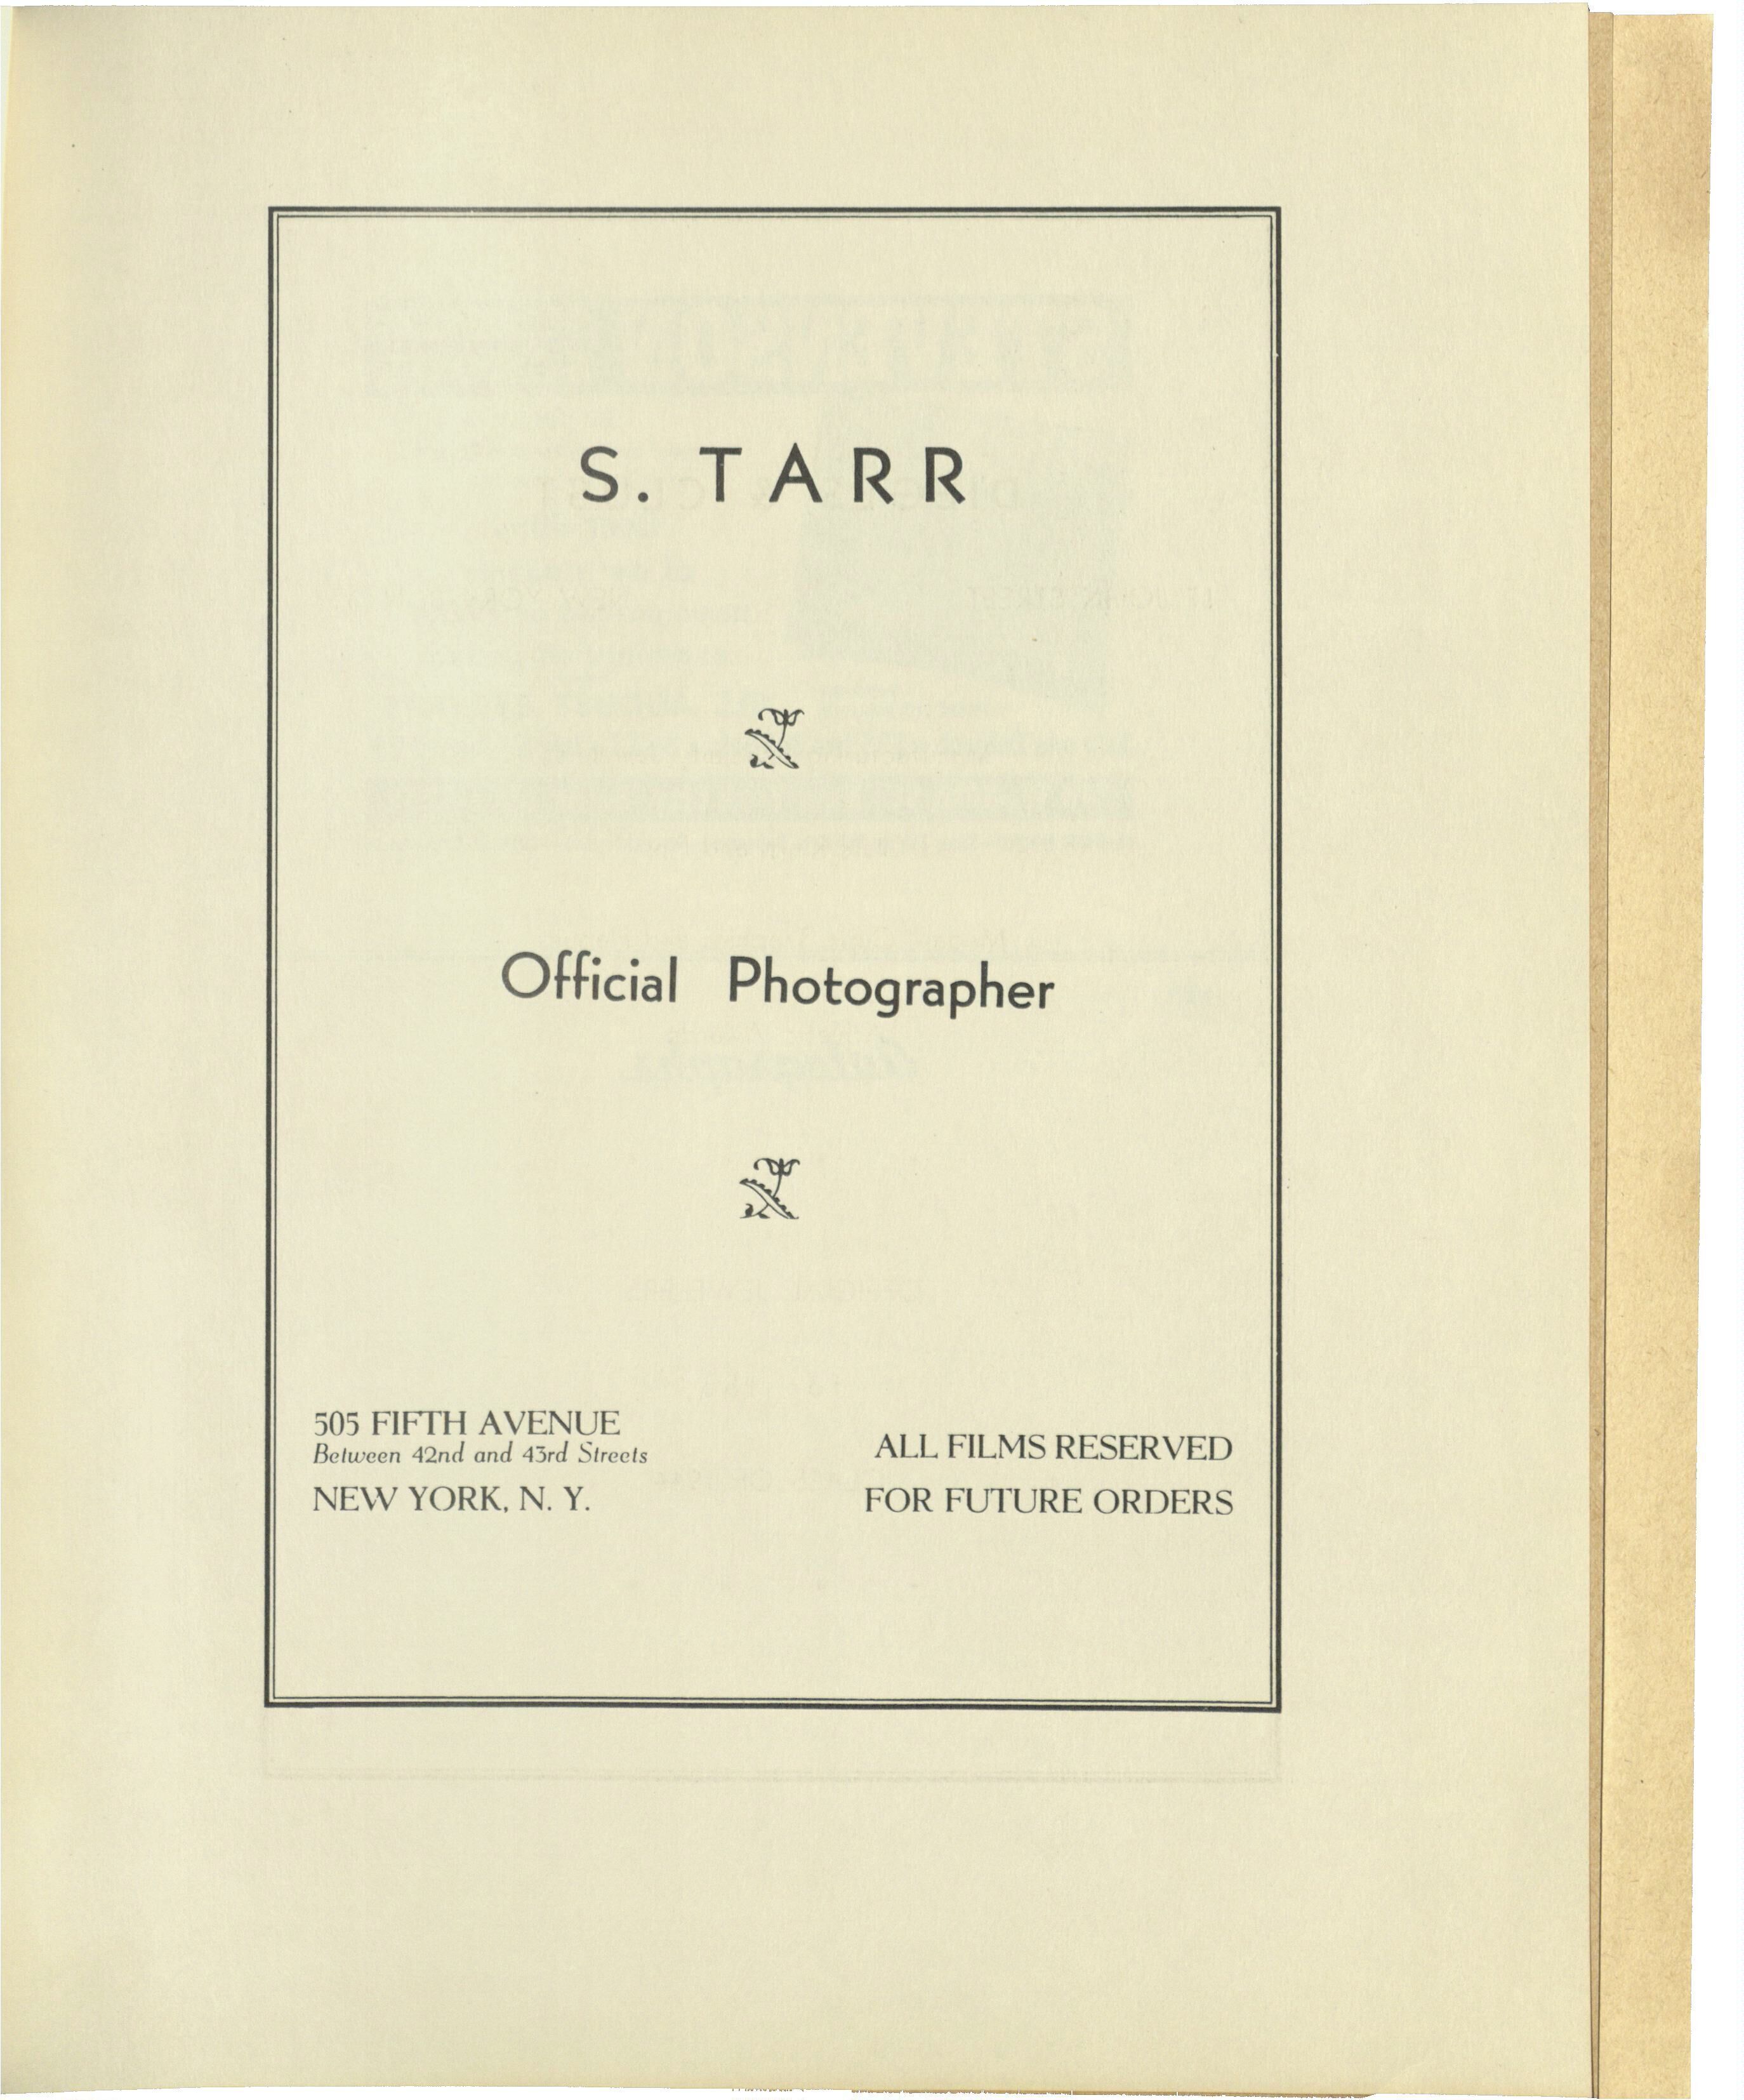 S. TARR
Official Photographer
505 FIFTH AVENUE
Between 42nd and 43rd Streets
NEW YORK, N. Y.
ALL FILMS RESERVED
FOR FUTURE ORDERS